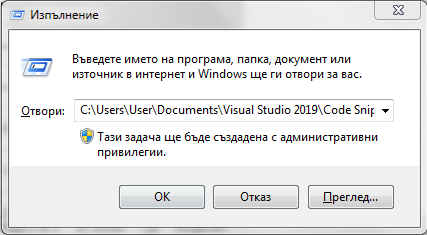 Изпълнение
Въведете името на програма, папка, документ или
източник в интернет и Windows ще ги отвори за вас.
Отвори: C:\Users\User\Documents\Visual Studio 2019\Code Snip
Тази задача ще бъде създадена с административни
привилегии.
OK Отказ Преглед...